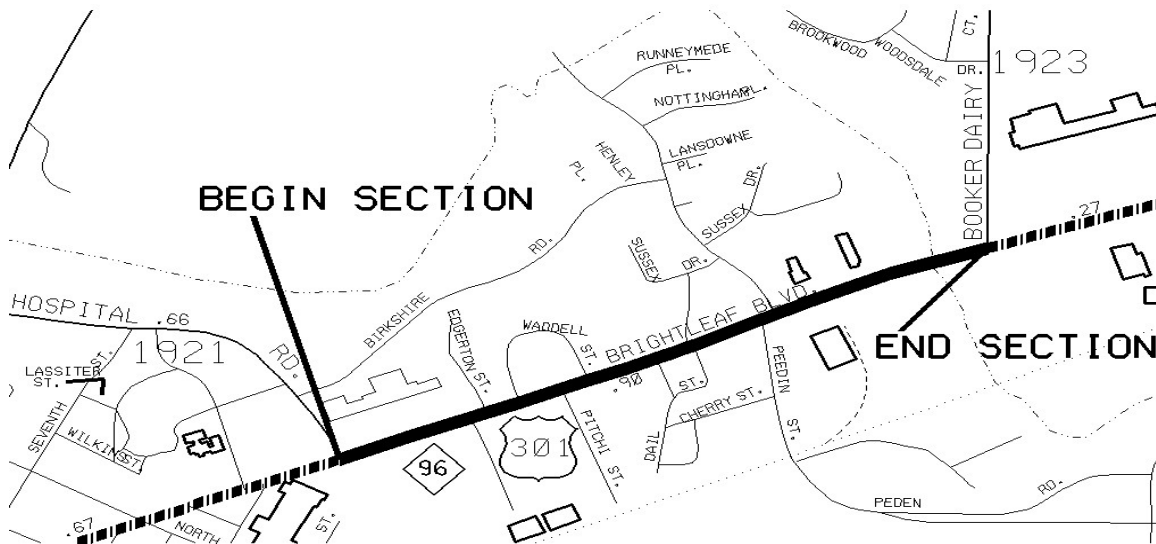 RUNNEYMEDE
PL.
NOTTINGHAM
PL.
LANSDOWNE
PL.
BROOKWOOD
WOODSDALE
DR.
CT.
1923
BOOKER DAIRY
HENLEY
PL.
BEGIN SECTION
RD.
SUSSEX
DR.
SUSSEX
DR.
.27
HOSPITAL
.66
RD.
1921
BIRKSHIRE
EDGERTON
ST.
WADDELL
ST.
BRIGHTLEAF BLVD.
.90
END SECTION
LASSITER
ST.
ST.
SEVENTH
WILKINS
ST.
PEEDIN
ST.
ST.
CHERRY ST.
DAIL
PITCHI ST.
301
96
.67
NORTH
ST.
PEDEN
RD.